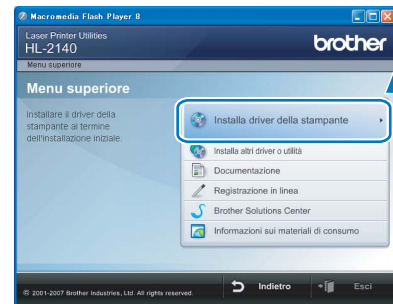 Macromedia Flash Player 8
Laser Printer Utilities
HL-2140
brother
Menu superiore
Menu superiore
Installare il driver della
stampante al termine
dell'installazione iniziale.
Installa driver della stampante
Installa altri driver o utilità
Documentazione
Registrazione in linea
Brother Solutions Center
Informazioni sui materiali di consumo
© 2001-2007 Brother Industries, Ltd. All rights reserved.
Indietro
Esci